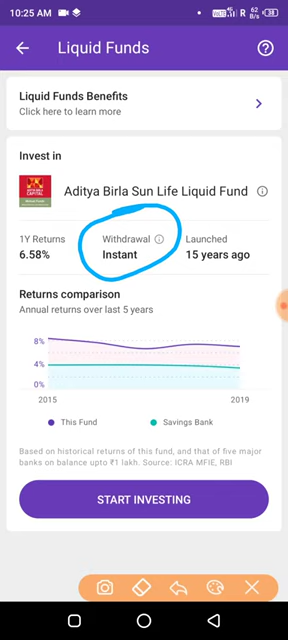 10:25 AM
Liquid Funds
Liquid Funds Benefits
Click here to learn more
Invest in
ADITYA BIRLA
CAPITAL
Aditya Birla Sun Life Liquid Fund
1Y Returns Withdrawal Launched
6.58% Instant 15 years ago
Returns comparison
Annual returns over last 5 years
8%
4%
0%
2015 2019
This Fund Savings Bank
Based on historical returns of this fund, and that of five major
banks on balance upto ₹1 lakh. Source: ICRA MFIE, RBI
START INVESTING